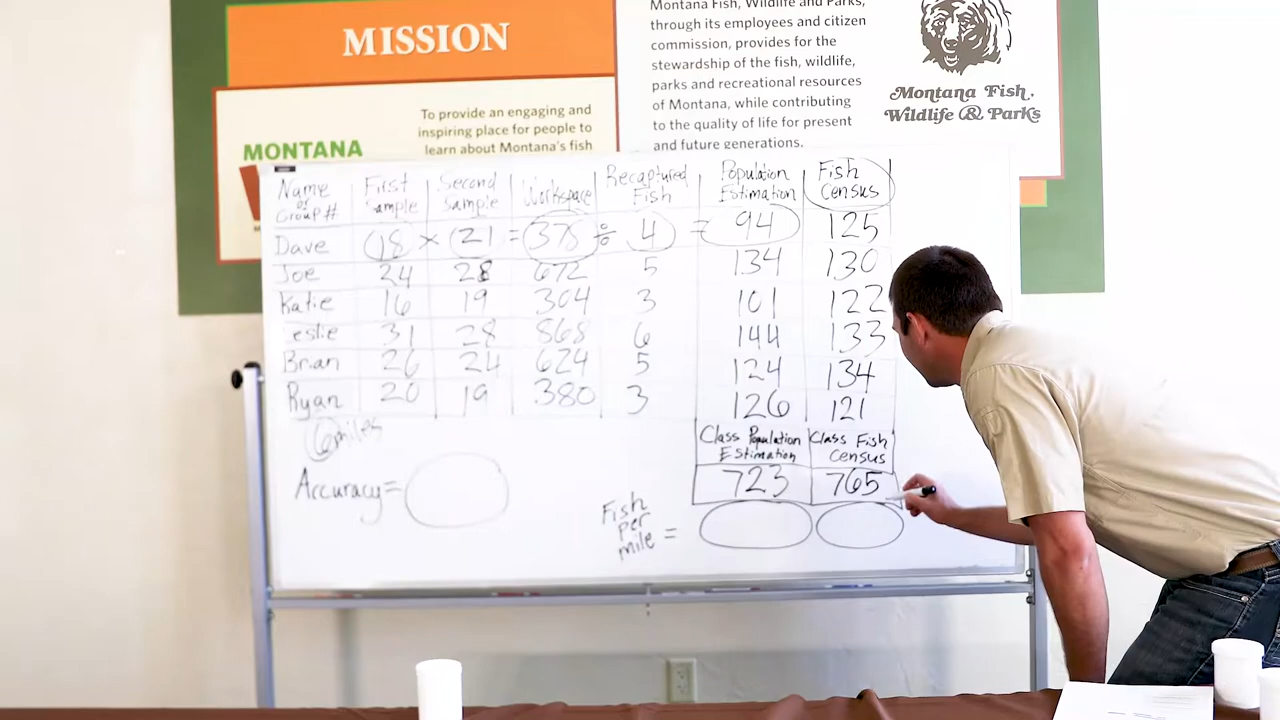 MISSION
To provide an engaging and
inspiring place for people to
learn about Montana's fish
MONTANA
Montana Fish, Wildlife and Parks,
through its employees and citizen
commission, provides for the
stewardship of the fish, wildlife,
parks and recreational resources
of Montana, while contributing
to the quality of life for present
and future generations.
Montana Fish,
Wildlife & Parks
Name or Group# First Sample Second Sample Workspace Recaptured Fish Population Estimation Fish Census
Dave 18 × 21 = 378 ÷ 4 = 94 125
Joe 24 28 672 5 134 130
Katie 16 19 304 3 101 122
eslie 31 28 868 6 144 133
Brian 26 24 624 5 124 134
Ryan 20 19 380 3 126 121
6 miles
Class Population Estimation Class Fish Census
723 765
Accuracy=
Fish per mile =